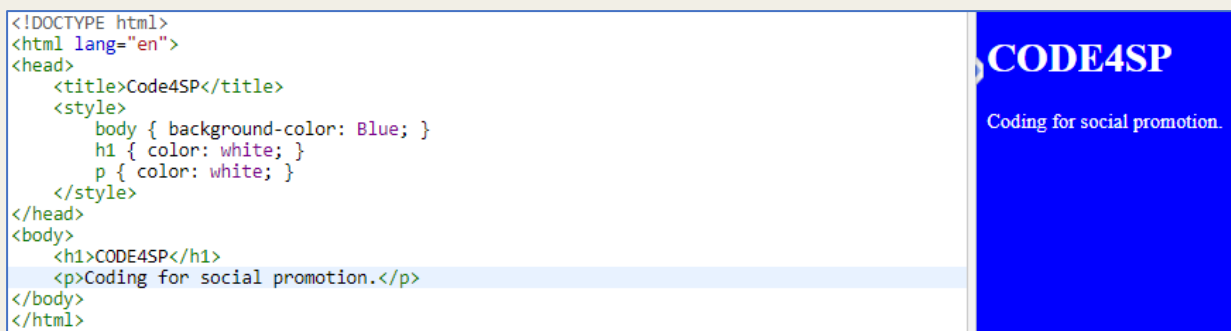 <!DOCTYPE html>
<html lang="en">
<head>
    <title>Code4SP</title>
    <style>
        body { background-color: Blue; }
        h1 { color: white; }
        p { color: white; }
    </style>
</head>
<body>
    <h1>CODE4SP</h1>
    <p>Coding for social promotion.</p>
</body>
</html>
CODE4SP
Coding for social promotion.